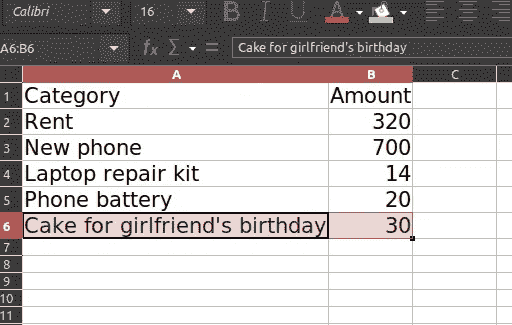 Calibri 16 B I U A
A6:B6 fx Σ = Cake for girlfriend's birthday
A B C
1 Category Amount
2 Rent 320
3 New phone 700
4 Laptop repair kit 14
5 Phone battery 20
6 Cake for girlfriend's birthday 30
7
8
9
10
11